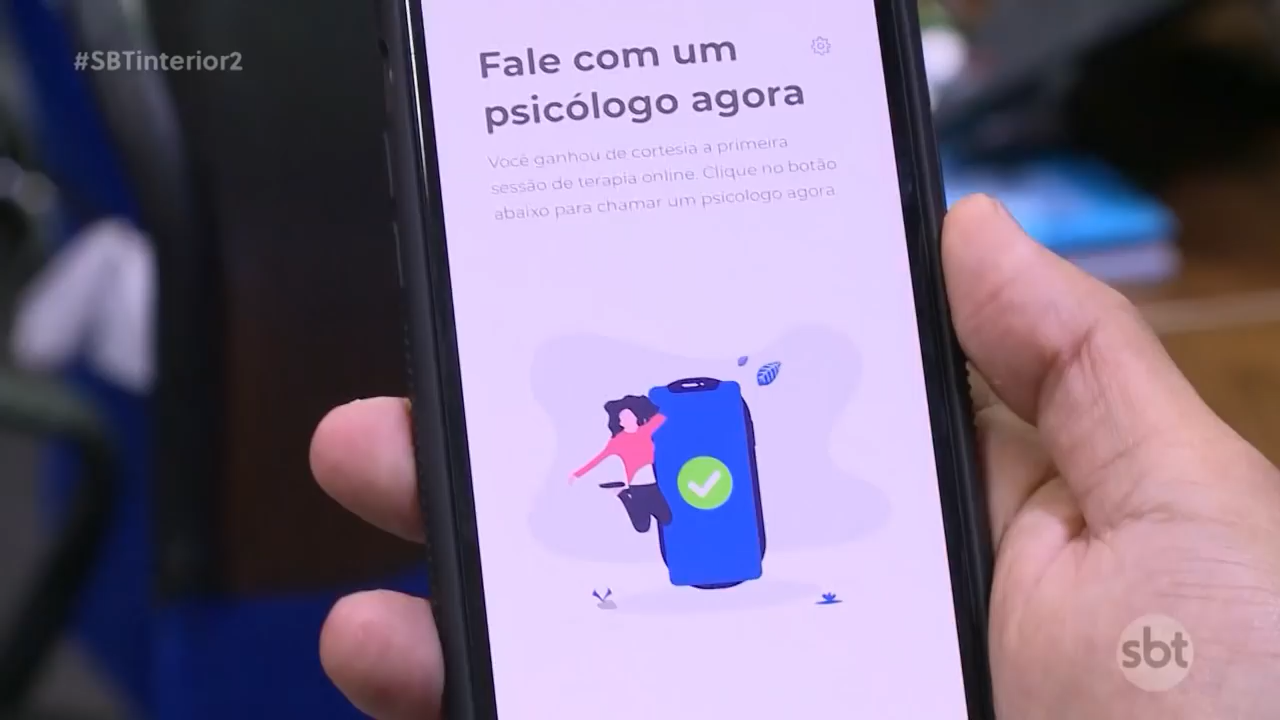 #SBTinterior2
Fale com um
psicólogo agora
Você ganhou de cortesia a primeira
sessão de terapia online. Clique no botão
abaixo para chamar um psicologo agora
sbt